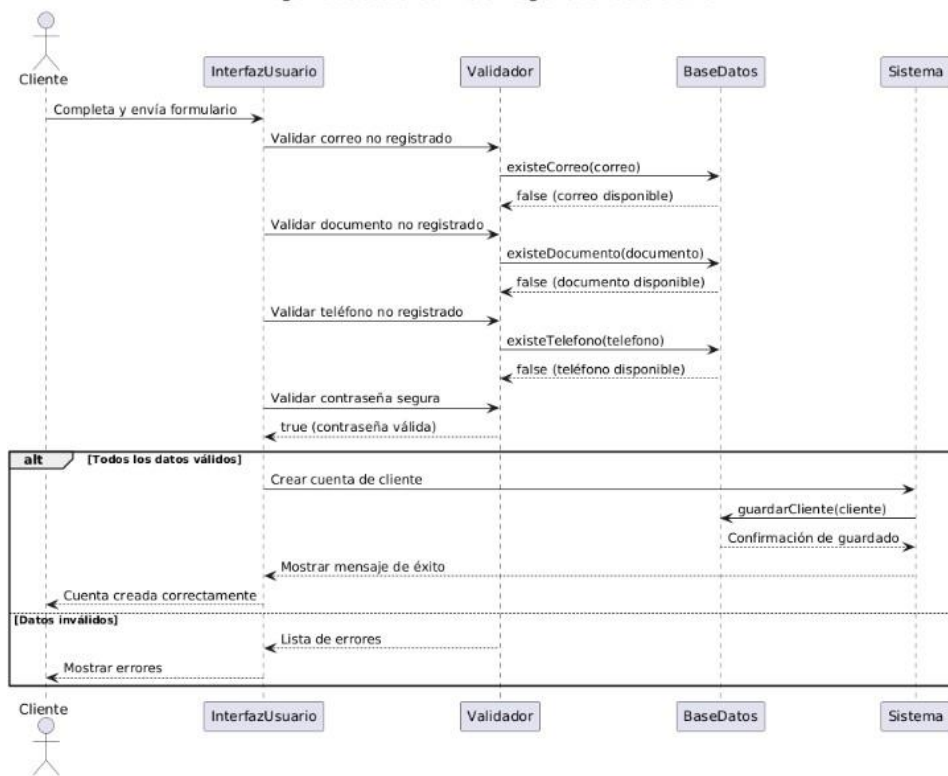 Cliente
InterfazUsuario
Validador
BaseDatos
Sistema
Completa y envía formulario
Validar correo no registrado
existeCorreo(correo)
false (correo disponible)
Validar documento no registrado
existeDocumento(documento)
false (documento disponible)
Validar teléfono no registrado
existeTelefono(telefono)
false (teléfono disponible)
Validar contraseña segura
true (contraseña válida)
alt [Todos los datos válidos]
Crear cuenta de cliente
guardarCliente(cliente)
Confirmación de guardado
Mostrar mensaje de éxito
Cuenta creada correctamente
[Datos inválidos]
Lista de errores
Mostrar errores
Cliente
InterfazUsuario
Validador
BaseDatos
Sistema